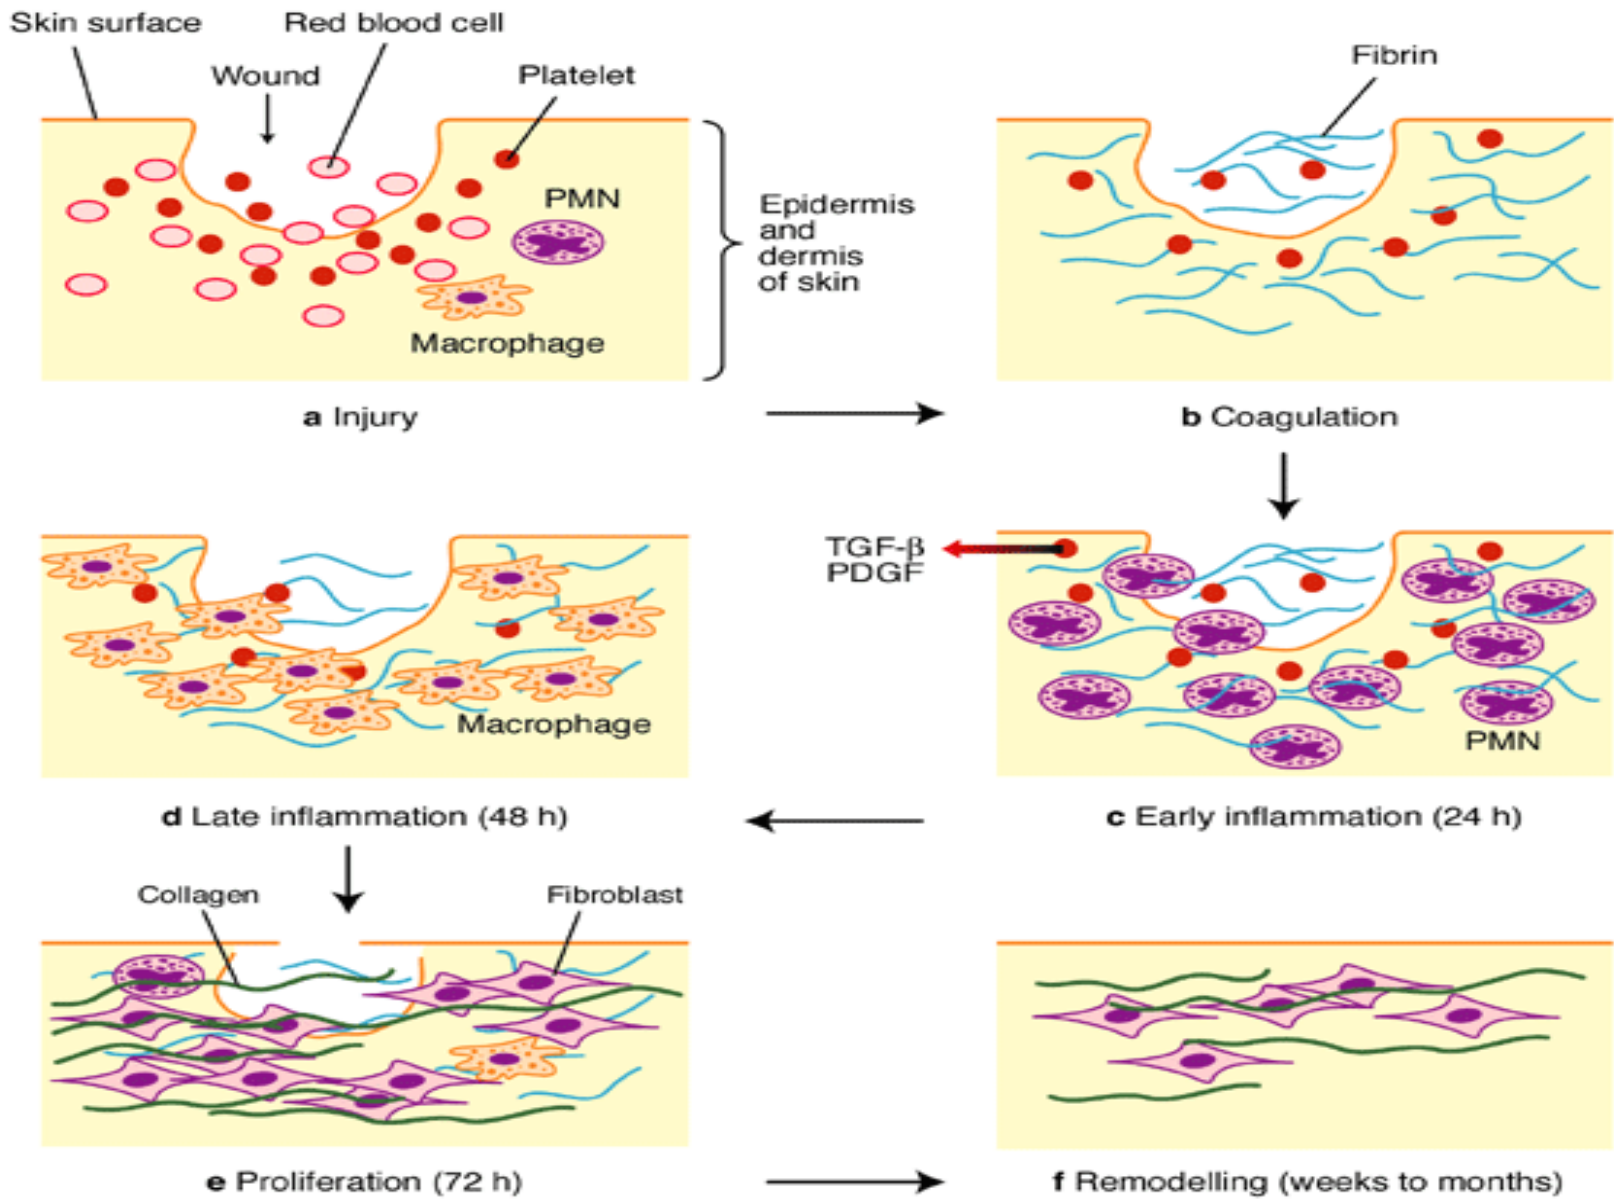 Skin surface
Red blood cell
Wound
Platelet
PMN
Macrophage
Epidermis
and
dermis
of skin
a Injury
Fibrin
b Coagulation
TGF-β
PDGF
PMN
c Early inflammation (24 h)
Macrophage
d Late inflammation (48 h)
Collagen
Fibroblast
e Proliferation (72 h)
f Remodelling (weeks to months)